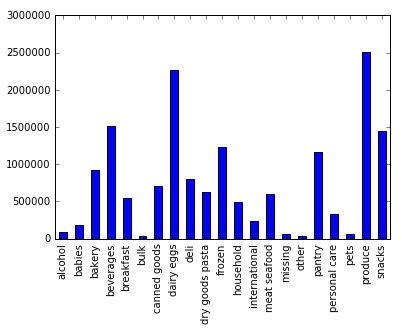 3000000
2500000
2000000
1500000
1000000
500000
0
alcohol
babies
bakery
beverages
breakfast
bulk
canned goods
dairy eggs
deli
dry goods pasta
frozen
household
international
meat seafood
missing
other
pantry
personal care
pets
produce
snacks